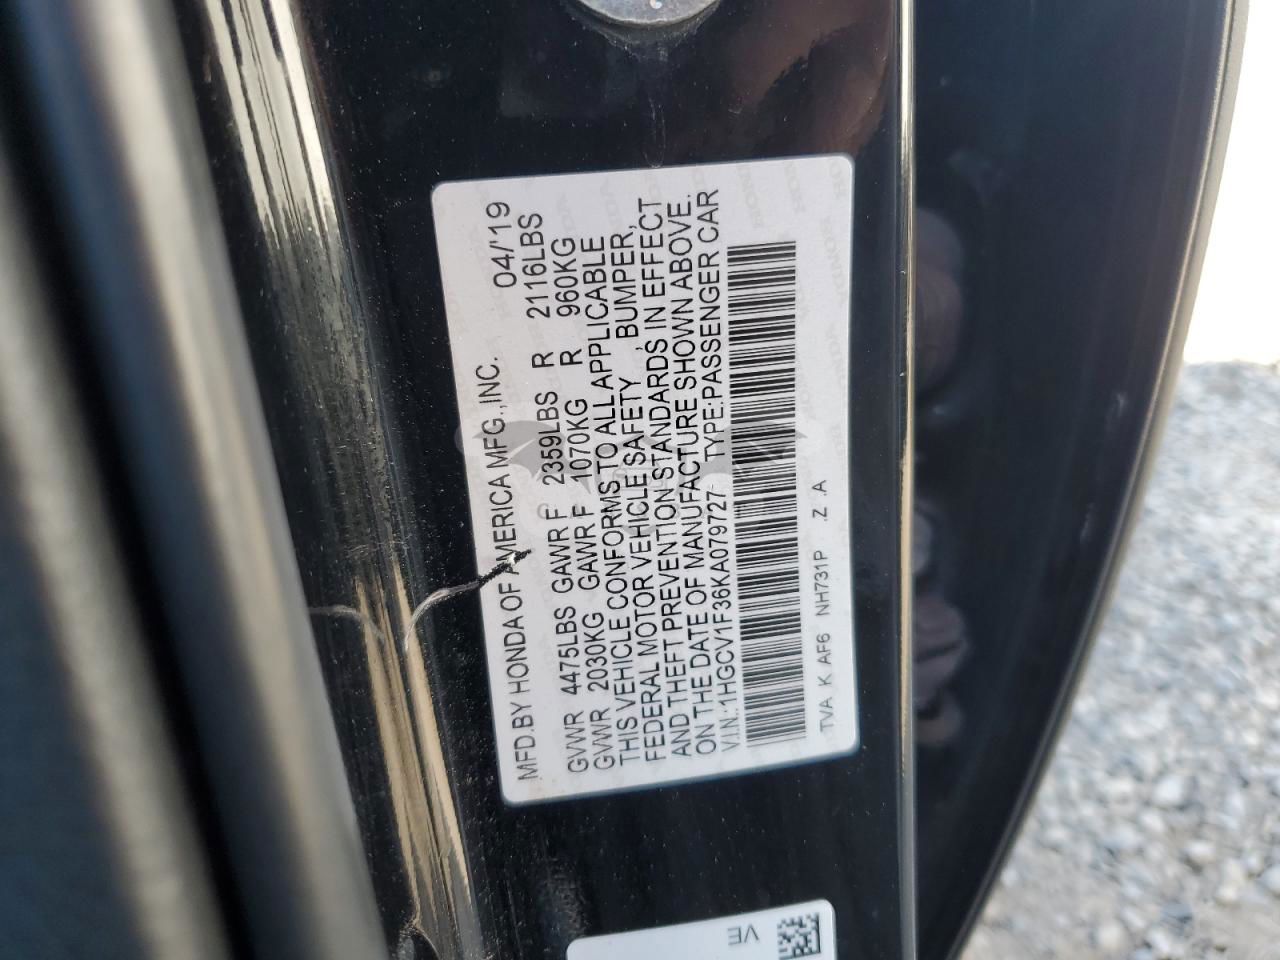 MFD.BY HONDA OF AMERICA MFG.,INC. 04/'19
GVWR 4475LBS GAWR F 2359LBS R 2116LBS
GVWR 2030KG GAWR F 1070KG R 960KG
THIS VEHICLE CONFORMS TO ALL APPLICABLE
FEDERAL MOTOR VEHICLE SAFETY, BUMPER,
AND THEFT PREVENTION STANDARDS IN EFFECT
ON THE DATE OF MANUFACTURE SHOWN ABOVE.
V.I.N.:1HGCV1F36KA079727 TYPE:PASSENGER CAR
TVA K AF6 NH731P .Z .A
VE